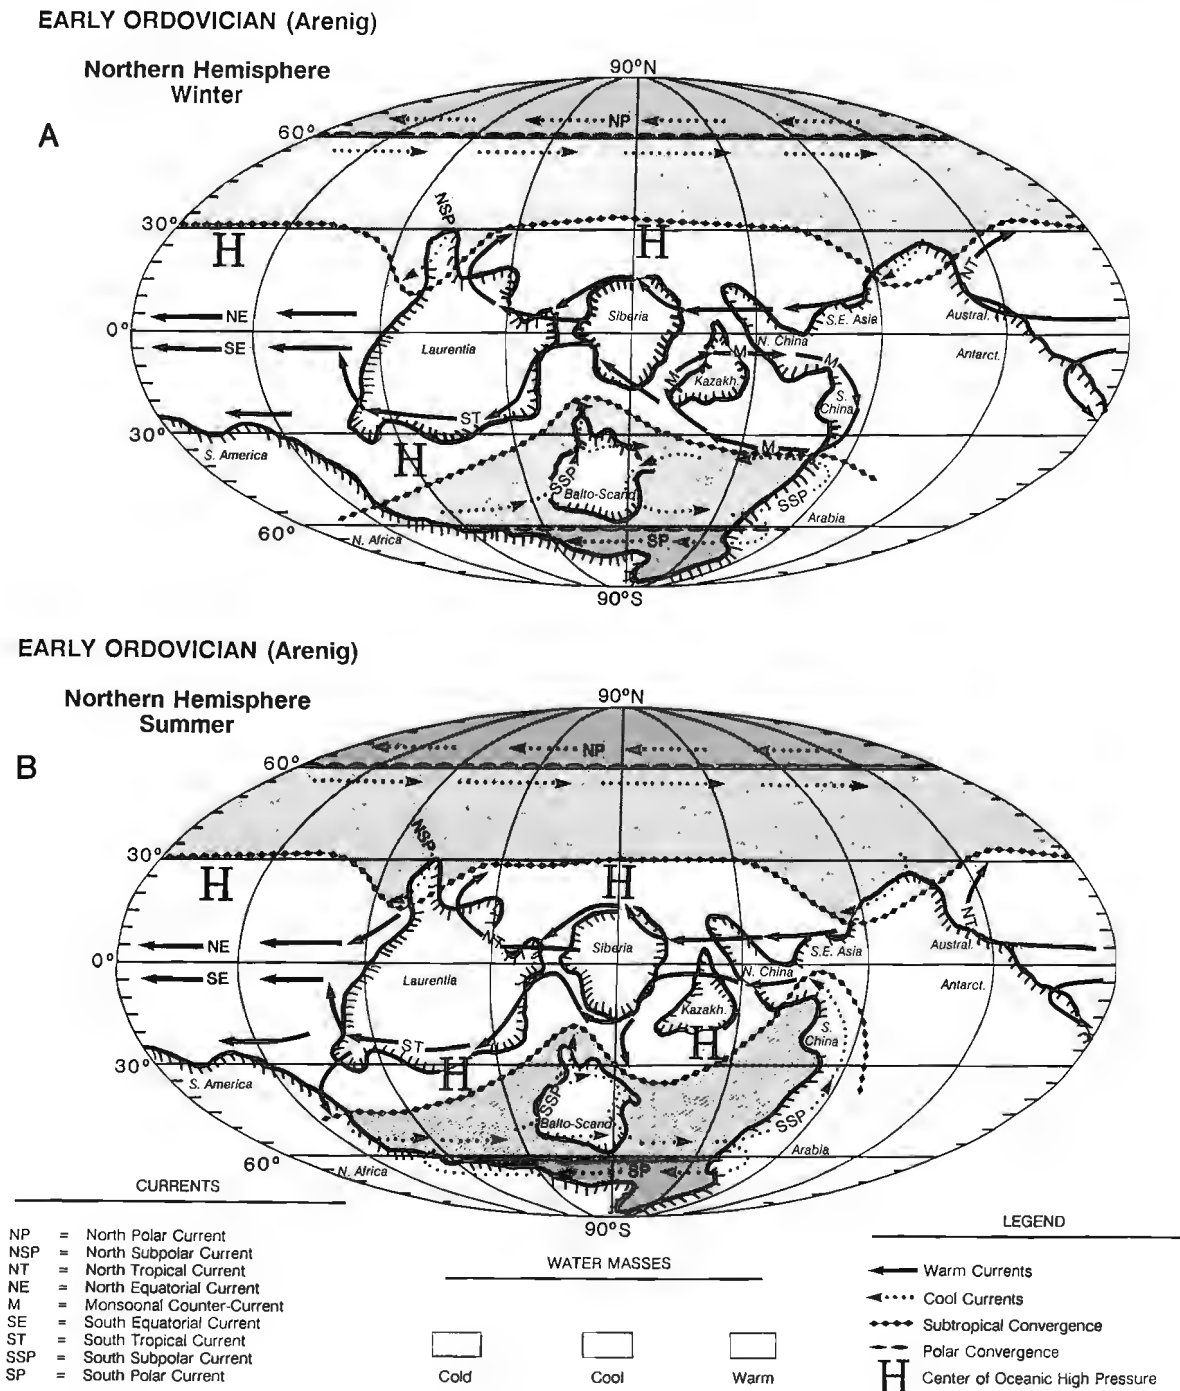 EARLY ORDOVICIAN (Arenig)
Northern Hemisphere
Winter
A
90°N
60°
NP
30°
NSP
H
H
NT
NE
0°
SE
Laurentia
Siberia
S.E. Asia
Austral.
N. China
M
M
M
Kazakh.
Antarct.
S.
China
ST
30°
H
M
S. America
SSP
Balto-Scand.
SSP
Arabia
60°
N. Africa
SP
90°S
EARLY ORDOVICIAN (Arenig)
Northern Hemisphere
Summer
B
90°N
60°
NP
30°
NSP
H
H
NT
NT
NE
0°
SE
Laurentia
Siberia
S.E. Asia
Austral.
N. China
Antarct.
Kazakh.
S.
China
ST
H
30°
H
S. America
SSP
Balto-Scand.
SSP
Arabia
60°
N. Africa
SP
90°S
CURRENTS
NP = North Polar Current
NSP = North Subpolar Current
NT = North Tropical Current
NE = North Equatorial Current
M = Monsoonal Counter-Current
SE = South Equatorial Current
ST = South Tropical Current
SSP = South Subpolar Current
SP = South Polar Current
WATER MASSES
Cold
Cool
Warm
LEGEND
Warm Currents
Cool Currents
Subtropical Convergence
Polar Convergence
H Center of Oceanic High Pressure